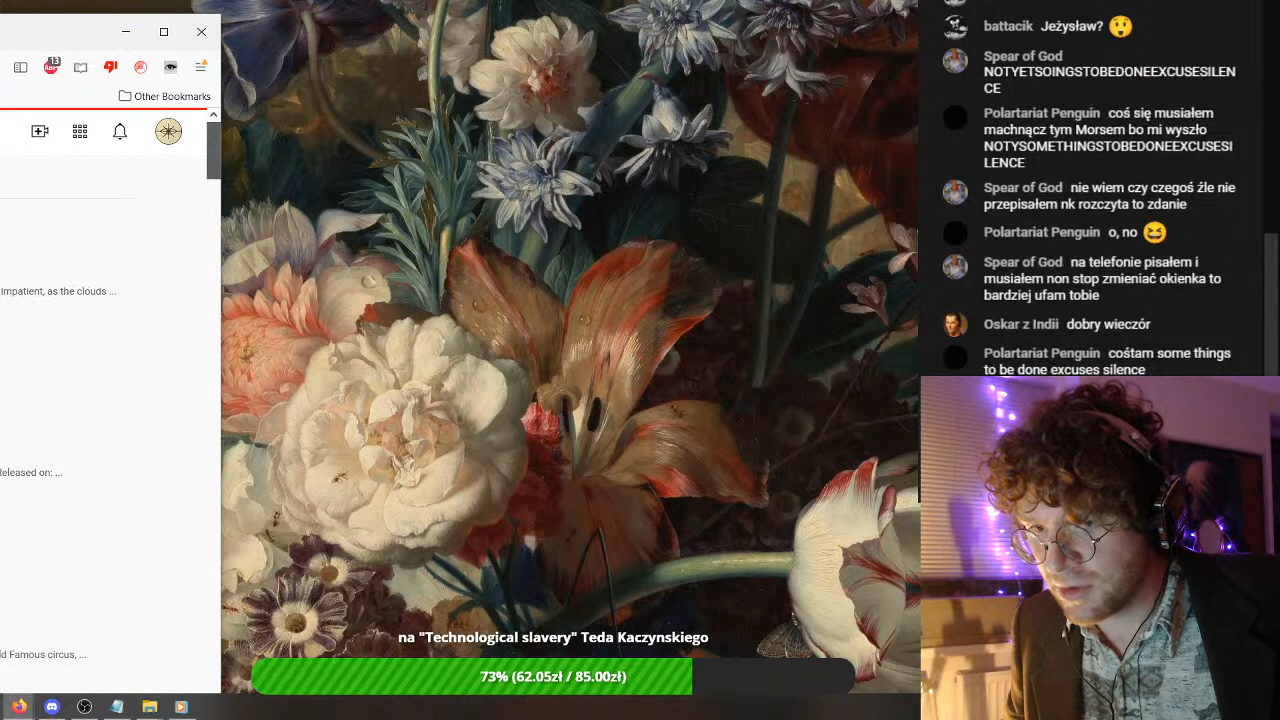 13
Other Bookmarks
impatient, as the clouds ...
eleased on: ...
ld Famous circus, ...
battacik Jeżysław?
Spear of God
NOTYETSOINGSTOBEDONEEXCUSESILEN
CE
Polartariat Penguin coś się musiałem
machnącz tym Morsem bo mi wyszło
NOTYSOMETHINGSTOBEDONEEXCUSESI
LENCE
Spear of God nie wiem czy czegoś źle nie
przepisałem nk rozczyta to zdanie
Polartariat Penguin o, no
Spear of God na telefonie pisałem i
musiałem non stop zmieniać okienka to
bardziej ufam tobie
Oskar z Indii dobry wieczór
Polartariat Penguin cośtam some things
to be done excuses silence
na "Technological slavery" Teda Kaczynskiego
73% (62.05zł / 85.00zł)